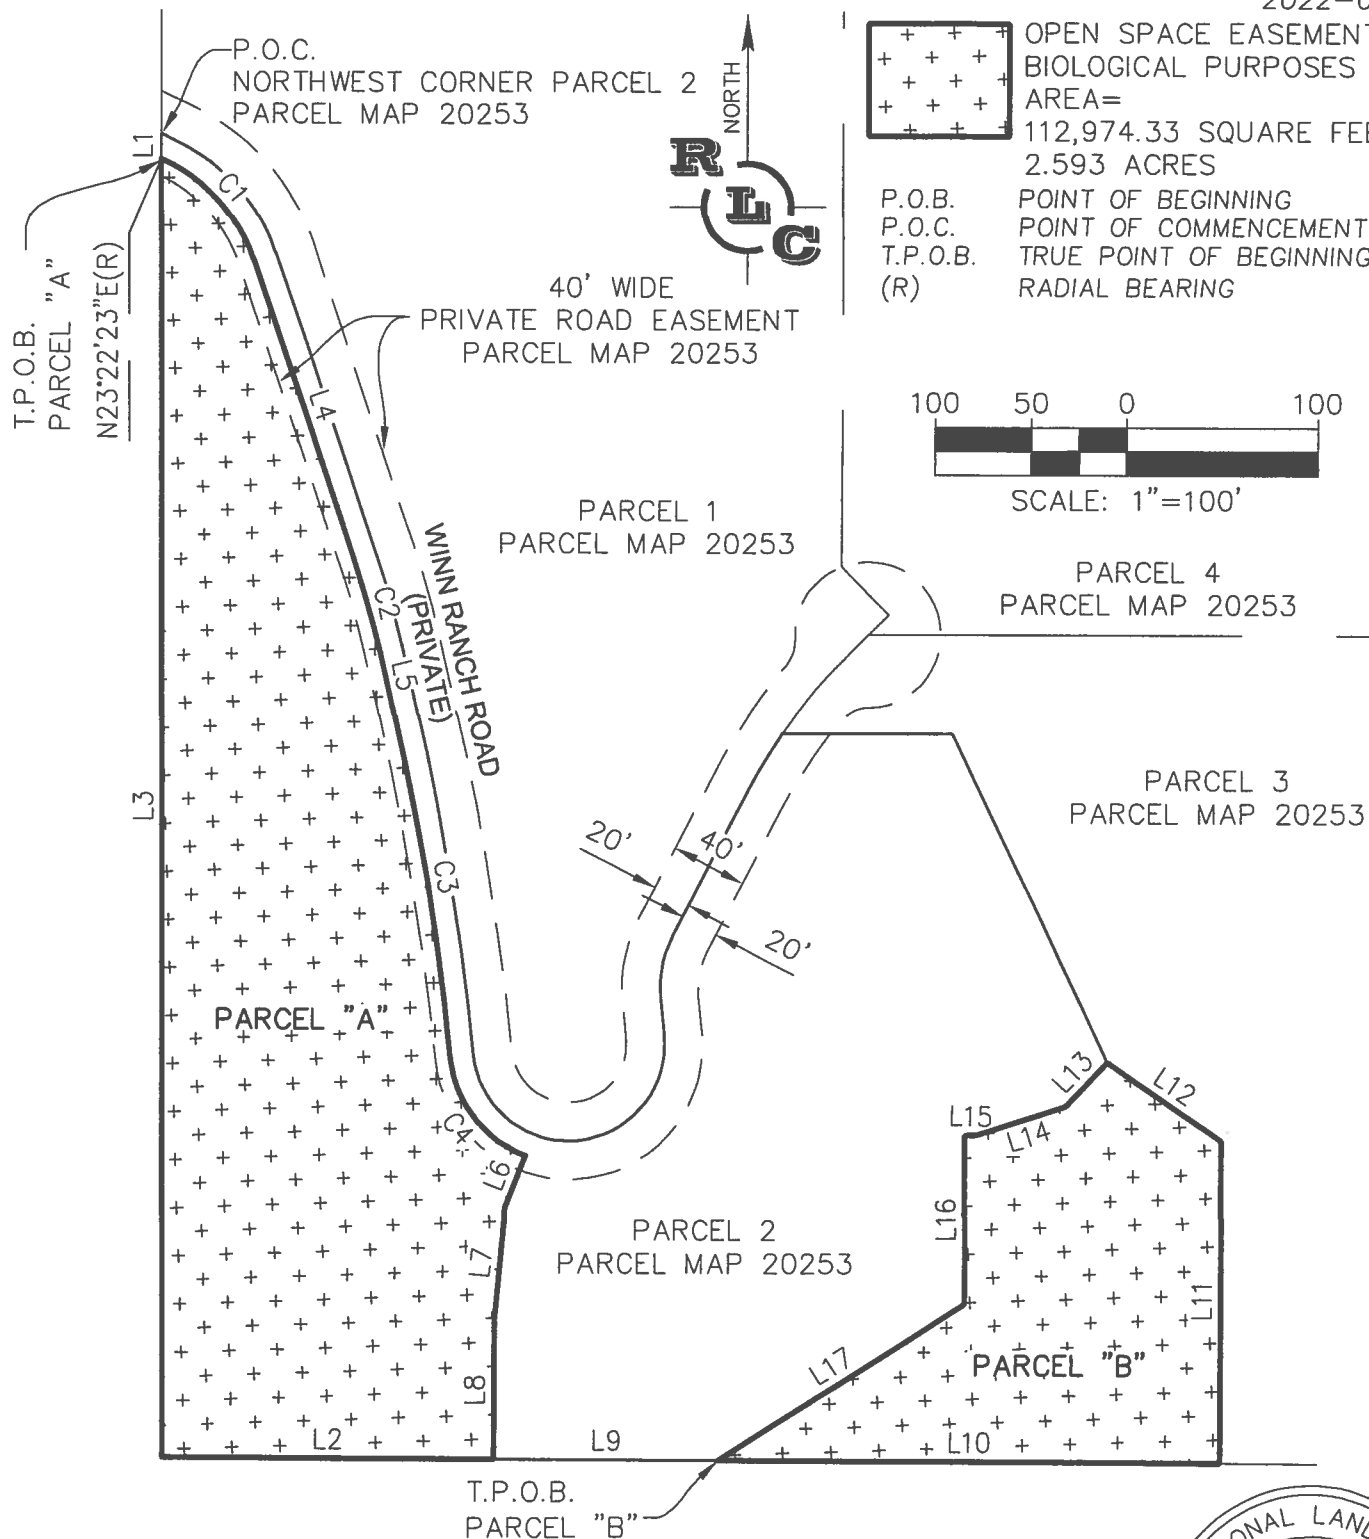 2022-0
P.O.C.
NORTHWEST CORNER PARCEL 2
PARCEL MAP 20253
NORTH
R
L
C
OPEN SPACE EASEMENT
BIOLOGICAL PURPOSES
AREA=
112,974.33 SQUARE FEE
2.593 ACRES
P.O.B. POINT OF BEGINNING
P.O.C. POINT OF COMMENCEMENT
T.P.O.B. TRUE POINT OF BEGINNING
(R) RADIAL BEARING
L1
C1
T.P.O.B.
PARCEL "A"
N23°22'23"E(R)
40' WIDE
PRIVATE ROAD EASEMENT
PARCEL MAP 20253
100 50 0 100
SCALE: 1"=100'
L4
PARCEL 1
PARCEL MAP 20253
WINN RANCH ROAD
(PRIVATE)
PARCEL 4
PARCEL MAP 20253
C2
L5
L3
PARCEL 3
PARCEL MAP 20253
20'
40'
20'
C3
PARCEL "A"
C4
L6
L7
L8
L2
PARCEL 2
PARCEL MAP 20253
L13
L12
L15
L14
L16
L11
L17
PARCEL "B"
L9
L10
T.P.O.B.
PARCEL "B"
ONAL LAND